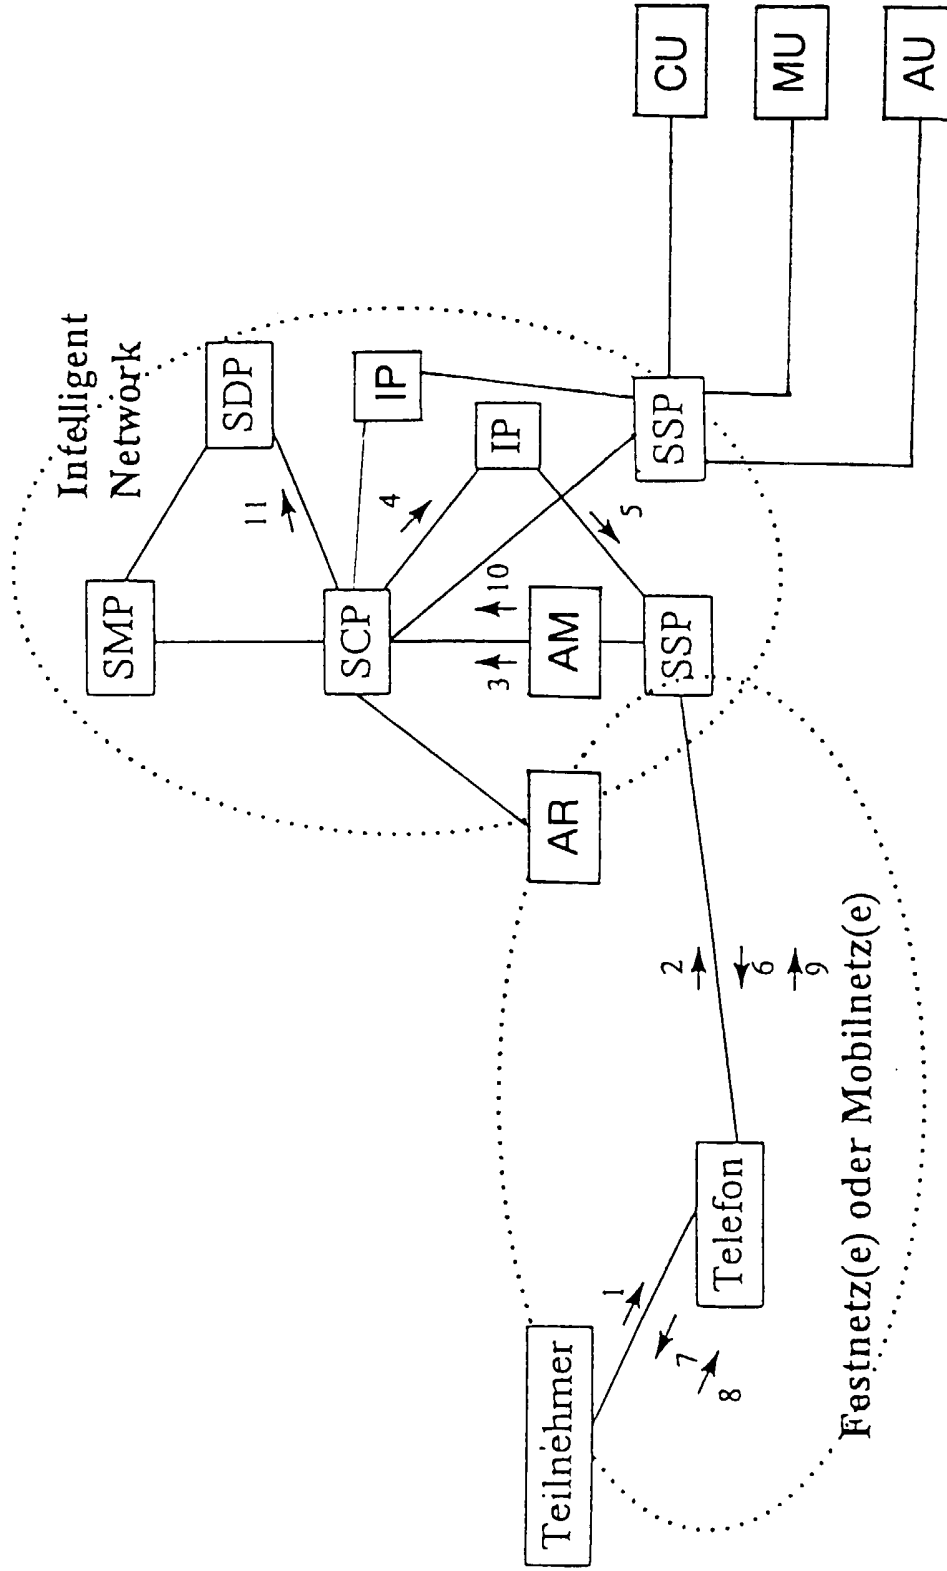 Intelligent
Network
SMP
SDP
11
SCP
IP
4
IP
3
10
AM
5
AR
SSP
SSP
CU
MU
AU
2
6
9
Teilnehmer
1
7
8
Telefon
Festnetz(e) oder Mobilnetz(e)